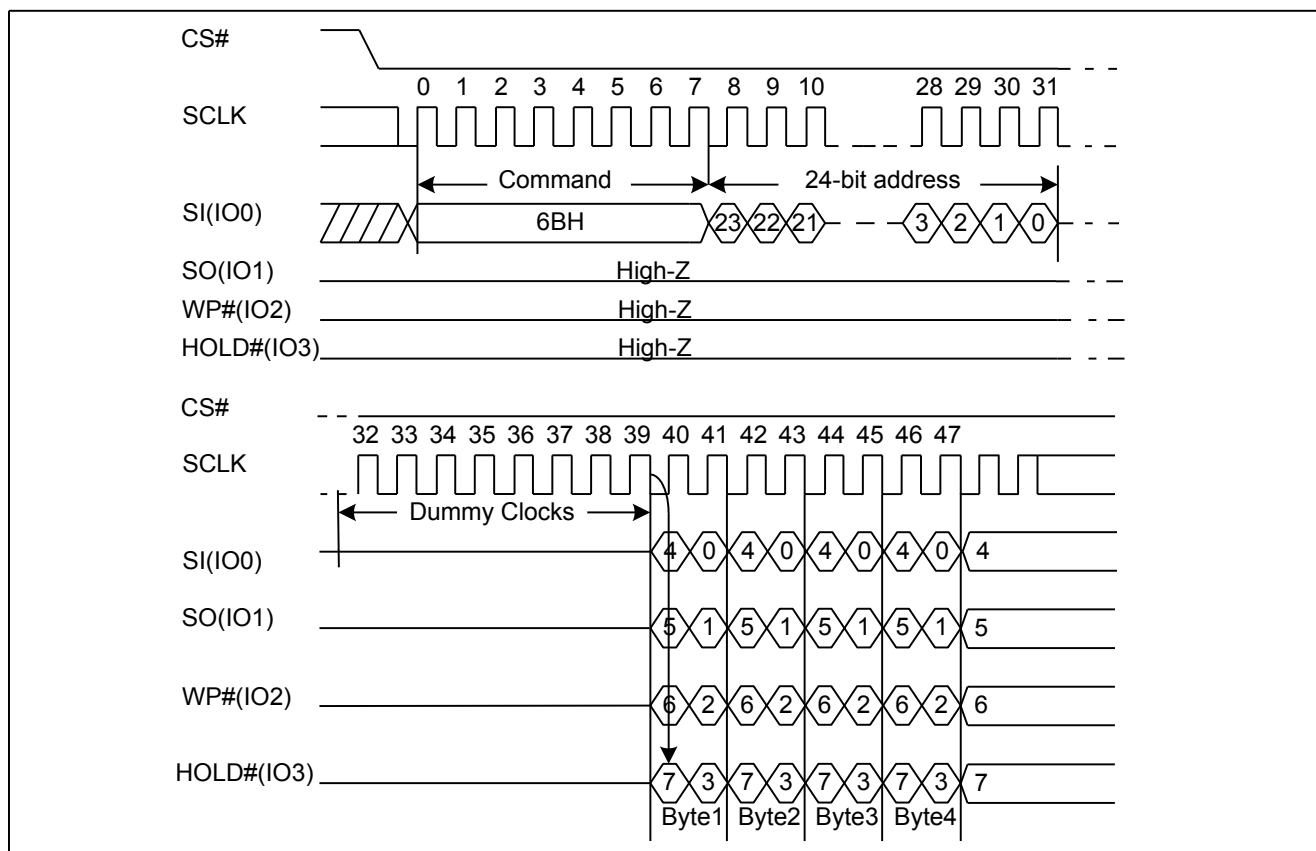 CS#
0 1 2 3 4 5 6 7 8 9 10 28 29 30 31
SCLK
Command 24-bit address
SI(IO0) 6BH 23 22 21 3 2 1 0
SO(IO1) High-Z
WP#(IO2) High-Z
HOLD#(IO3) High-Z
CS#
32 33 34 35 36 37 38 39 40 41 42 43 44 45 46 47
SCLK
Dummy Clocks
SI(IO0) 4 0 4 0 4 0 4 0 4
SO(IO1) 5 1 5 1 5 1 5 1 5
WP#(IO2) 6 2 6 2 6 2 6 2 6
HOLD#(IO3) 7 3 7 3 7 3 7 3 7
Byte1 Byte2 Byte3 Byte4